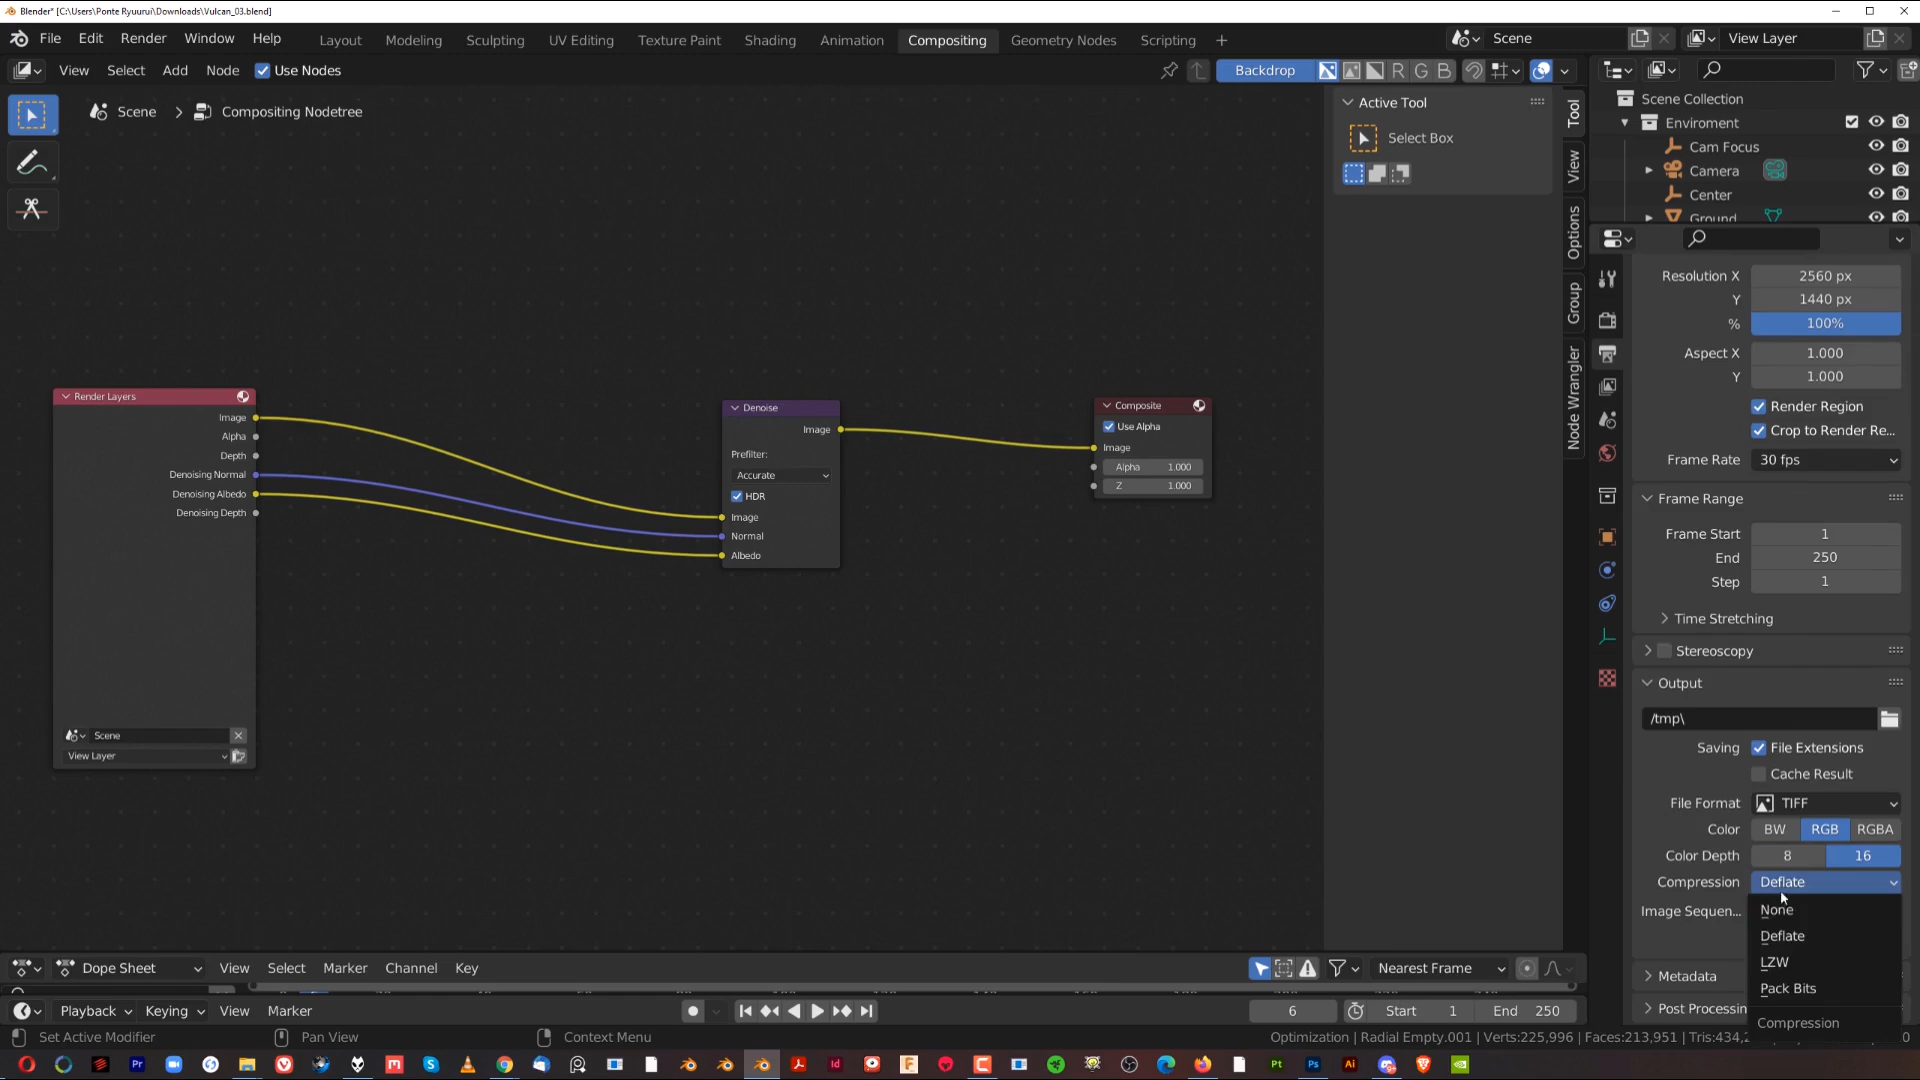 Blender* [C:\Users\Ponte Ryuurui\Downloads\Vulcan_03.blend]
File Edit Render Window Help
Layout Modeling Sculpting UV Editing Texture Paint Shading Animation Compositing Geometry Nodes Scripting +
Scene
View Layer
View Select Add Node Use Nodes
Backdrop R G B
Scene > Compositing Nodetree
Active Tool
Select Box
Tool
View
Options
Group
Node Wrangler
Scene Collection
Enviroment
Cam Focus
Camera
Center
Ground
Render Layers
Image
Alpha
Depth
Denoising Normal
Denoising Albedo
Denoising Depth
Scene
View Layer
Denoise
Image
Prefilter:
Accurate
HDR
Image
Normal
Albedo
Composite
Use Alpha
Image
Alpha 1.000
Z 1.000
Resolution X 2560 px
Y 1440 px
% 100%
Aspect X 1.000
Y 1.000
Render Region
Crop to Render Re...
Frame Rate 30 fps
Frame Range
Frame Start 1
End 250
Step 1
Time Stretching
Stereoscopy
Output
/tmp\
Saving File Extensions
Cache Result
File Format TIFF
Color BW RGB RGBA
Color Depth 8 16
Compression Deflate
Image Sequen...
None
Deflate
LZW
Pack Bits
Compression
Metadata
Post Processin
Dope Sheet View Select Marker Channel Key
Nearest Frame
Playback Keying View Marker
6 Start 1 End 250
Set Active Modifier Pan View Context Menu
Optimization | Radial Empty.001 | Verts:225,996 | Faces:213,951 | Tris:434,2
Pr Id Pt Ps Ai